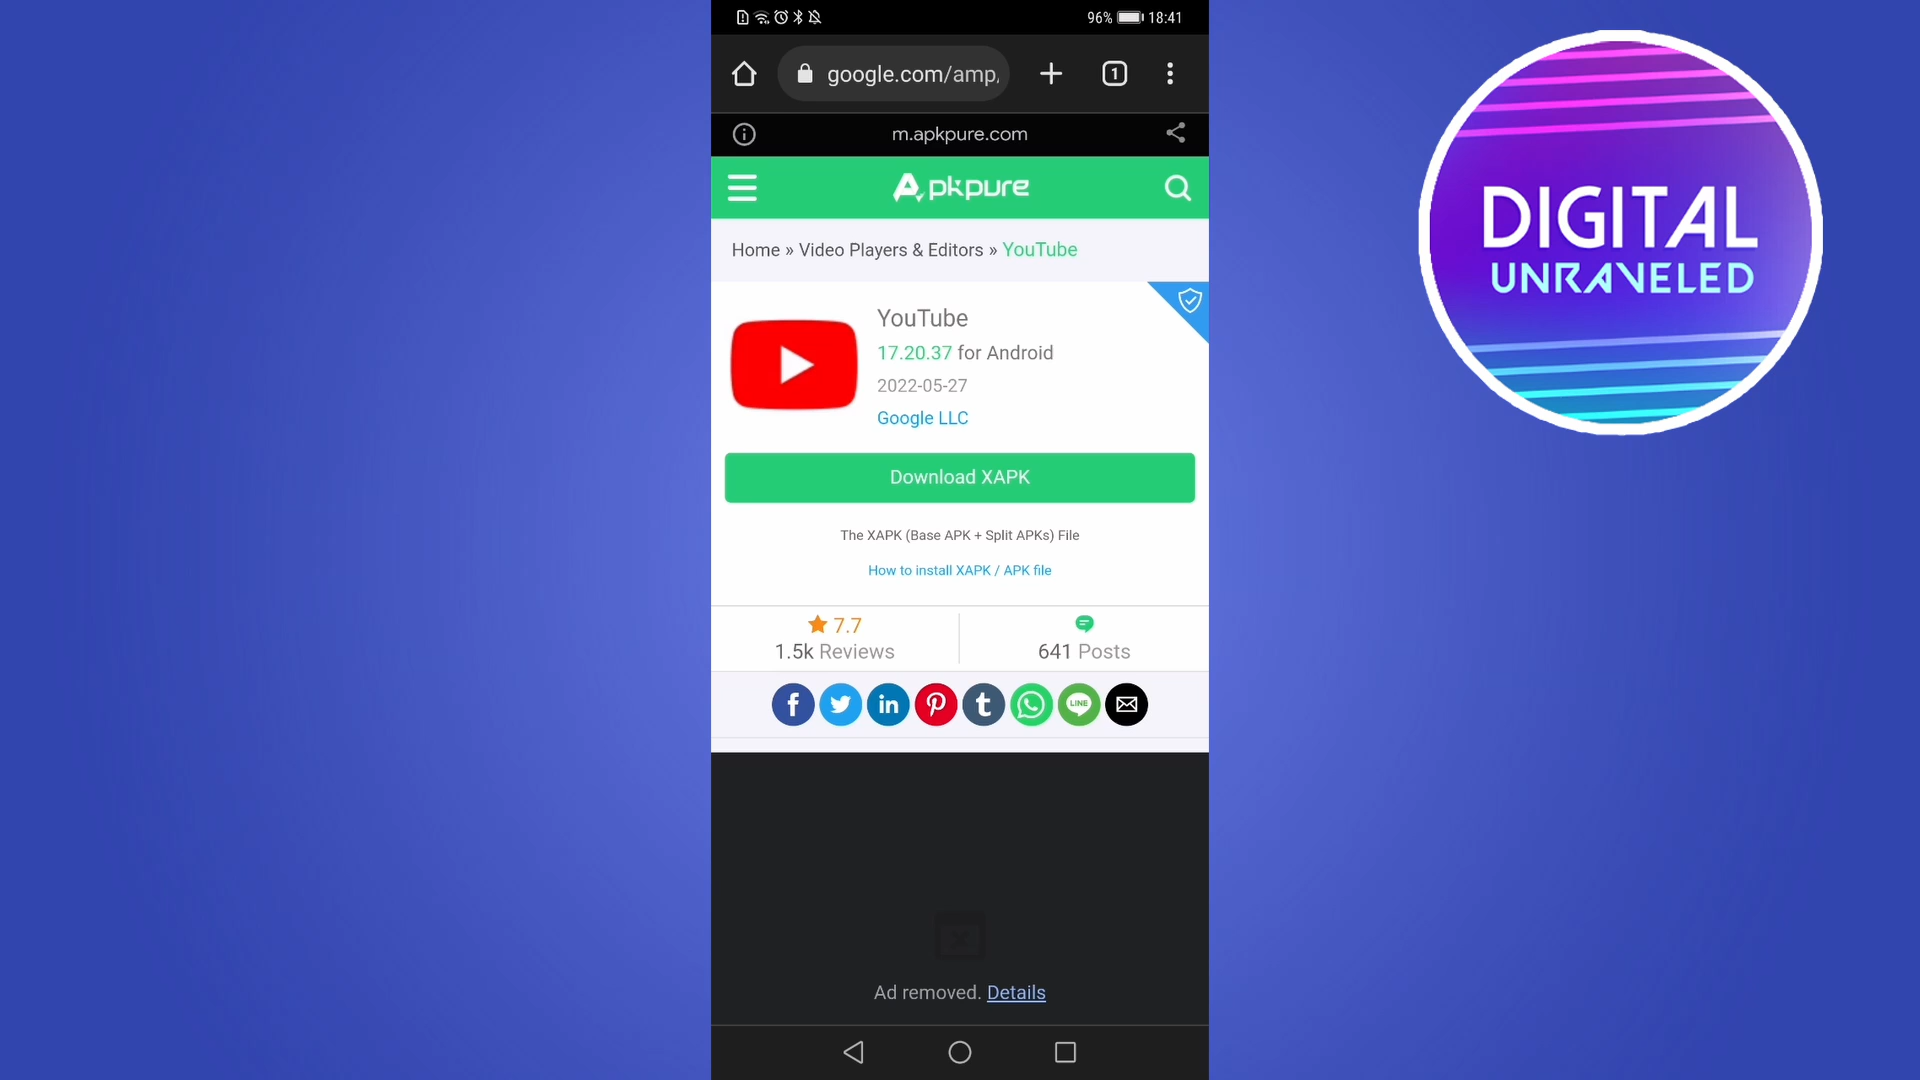 96% 18:41
google.com/amp,
1
m.apkpure.com
Apkpure
Home » Video Players & Editors » YouTube
YouTube
17.20.37 for Android
2022-05-27
Google LLC
Download XAPK
The XAPK (Base APK + Split APKs) File
How to install XAPK / APK file
7.7
1.5k Reviews
641 Posts
LINE
Ad removed. Details
DIGITAL
UNRAVELED